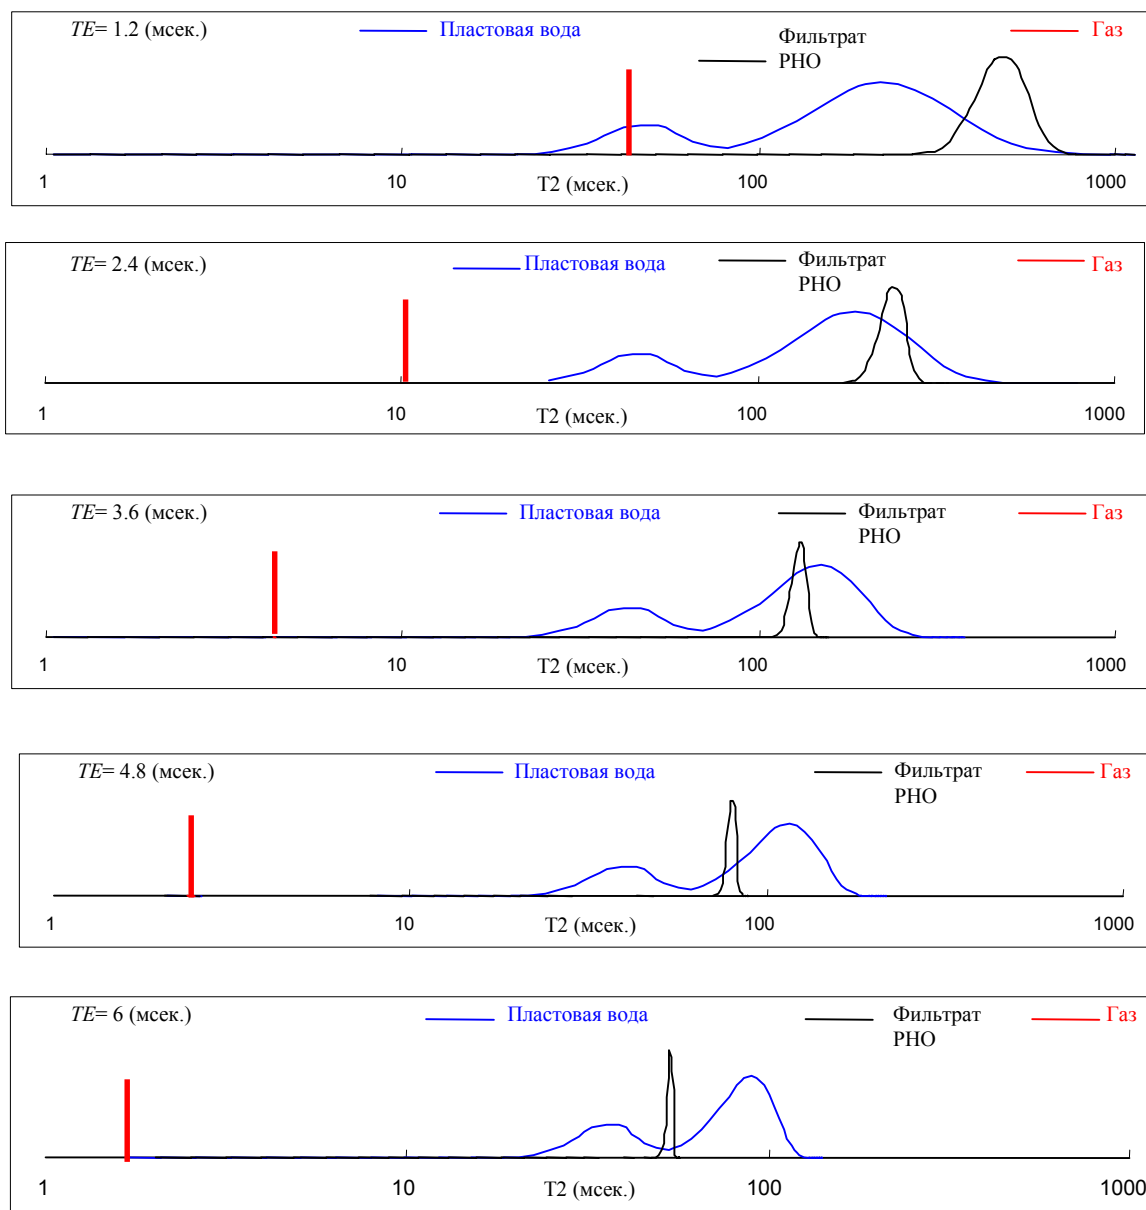 TE= 1.2 (мсек.) Пластовая вода Фильтрат Газ
РНО
1 10 T2 (мсек.) 100 1000
TE= 2.4 (мсек.) Пластовая вода Фильтрат Газ
РНО
1 10 T2 (мсек.) 100 1000
TE= 3.6 (мсек.) Пластовая вода Фильтрат Газ
РНО
1 10 T2 (мсек.) 100 1000
TE= 4.8 (мсек.) Пластовая вода Фильтрат Газ
РНО
1 10 T2 (мсек.) 100 1000
TE= 6 (мсек.) Пластовая вода Фильтрат Газ
РНО
1 10 T2 (мсек.) 100 1000